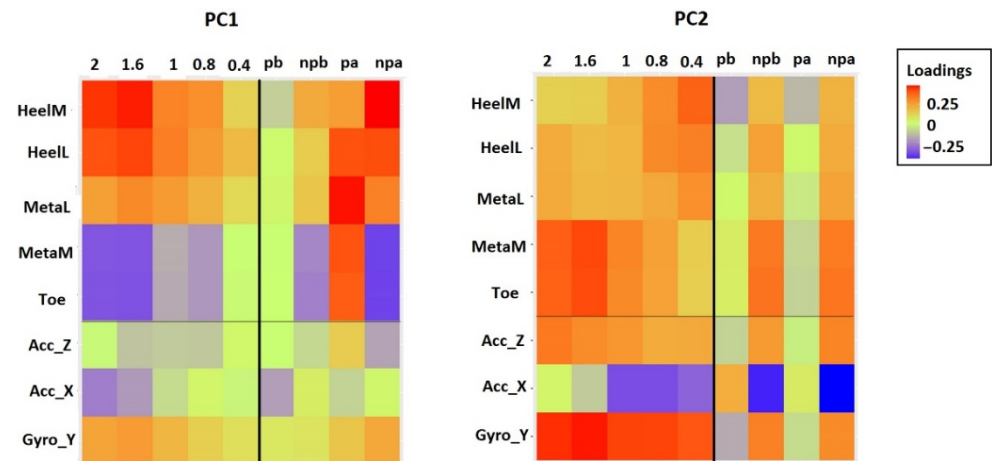 PC1
2 1.6 1 0.8 0.4 pb npb pa npa
HeelM
HeelL
MetaL
MetaM
Toe
Acc_Z
Acc_X
Gyro_Y
PC2
2 1.6 1 0.8 0.4 pb npb pa npa
HeelM
HeelL
MetaL
MetaM
Toe
Acc_Z
Acc_X
Gyro_Y
Loadings
0.25
0
−0.25